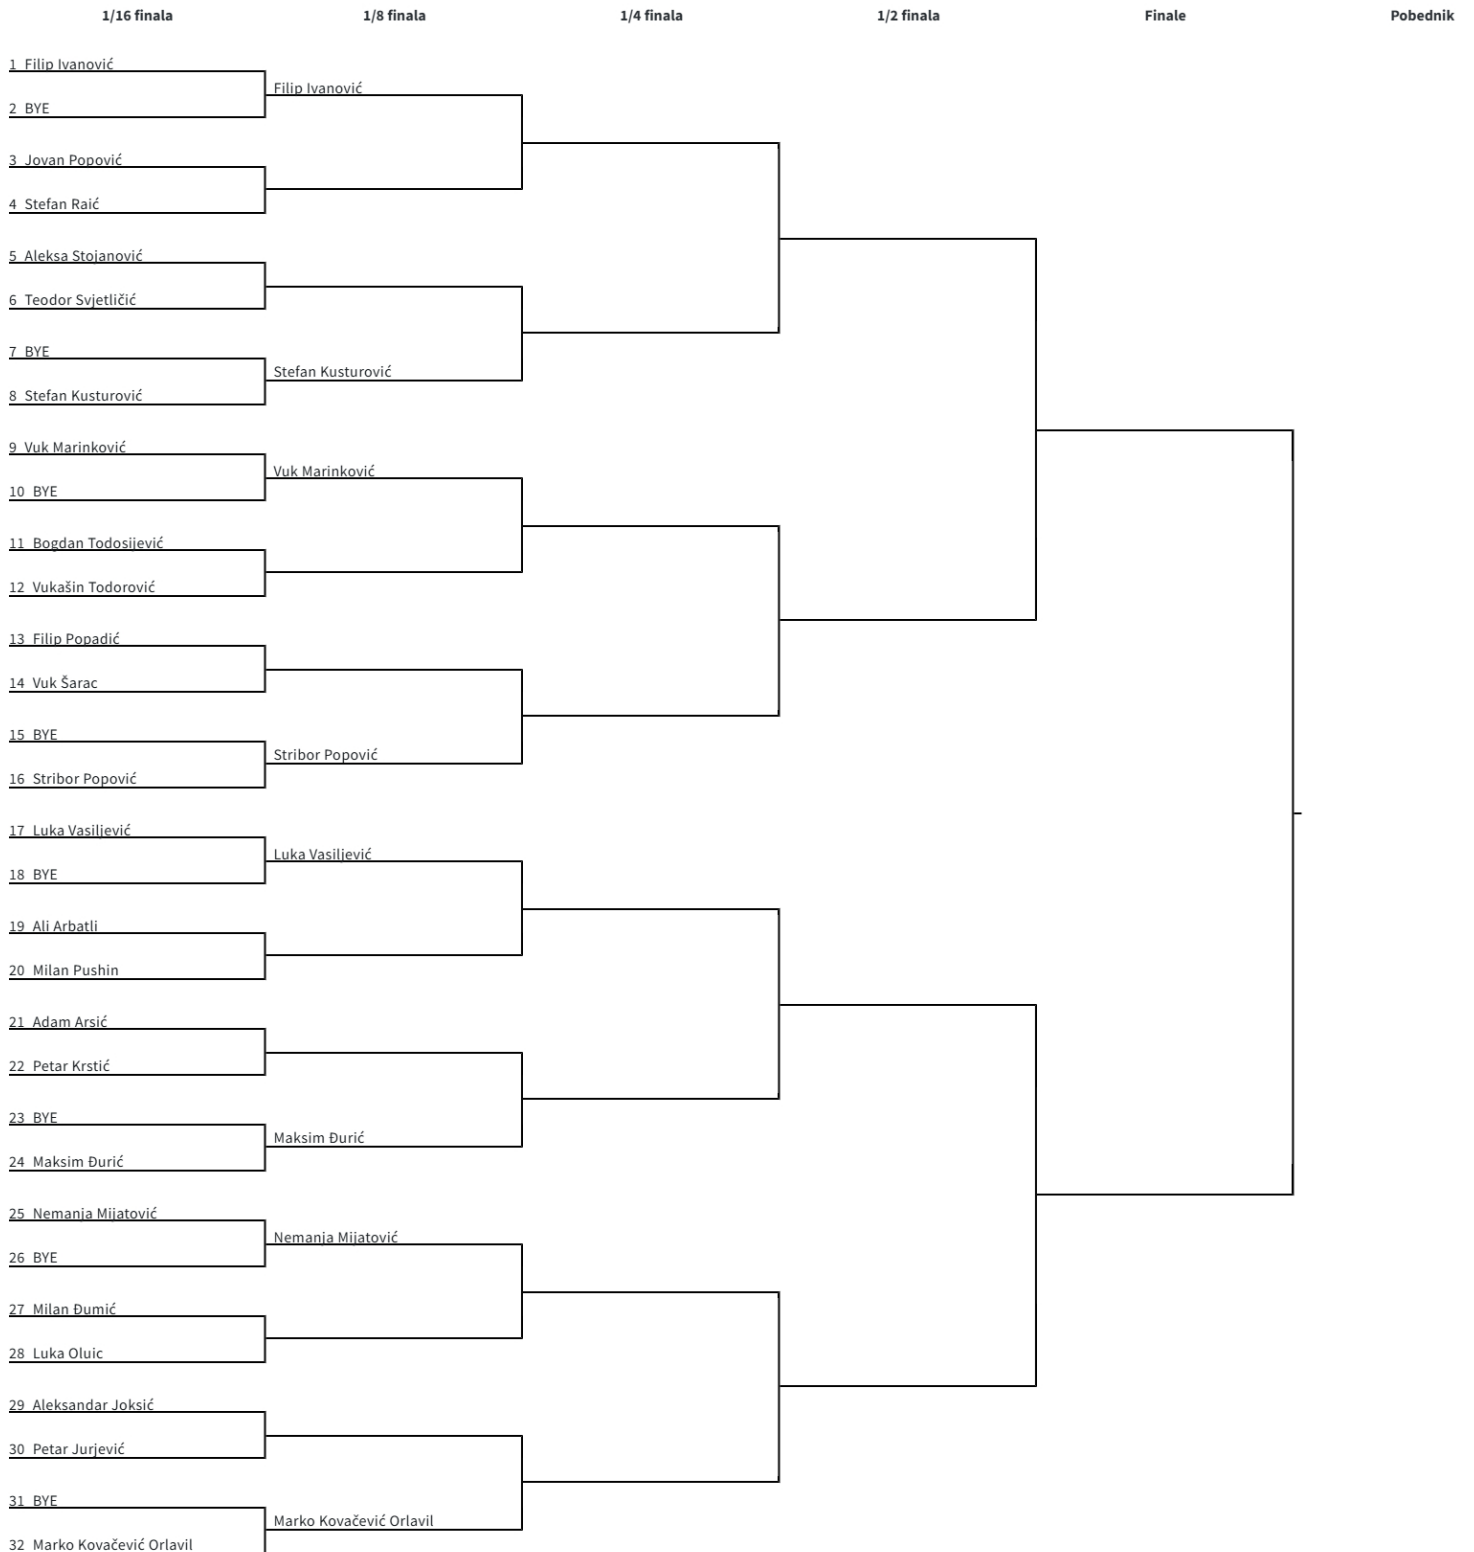 1/16 finala 1/8 finala 1/4 finala 1/2 finala Finale Pobednik
1 Filip Ivanović
Filip Ivanović
2 BYE
3 Jovan Popović
4 Stefan Raić
5 Aleksa Stojanović
6 Teodor Svjetličić
7 BYE
Stefan Kusturović
8 Stefan Kusturović
9 Vuk Marinković
Vuk Marinković
10 BYE
11 Bogdan Todosijević
12 Vukašin Todorović
13 Filip Popadić
14 Vuk Šarac
15 BYE
Stribor Popović
16 Stribor Popović
17 Luka Vasiljević
Luka Vasiljević
18 BYE
19 Ali Arbatli
20 Milan Pushin
21 Adam Arsić
22 Petar Krstić
23 BYE
Maksim Đurić
24 Maksim Đurić
25 Nemanja Mijatović
Nemanja Mijatović
26 BYE
27 Milan Đumić
28 Luka Oluic
29 Aleksandar Joksić
30 Petar Jurjević
31 BYE
Marko Kovačević Orlavil
32 Marko Kovačević Orlavil